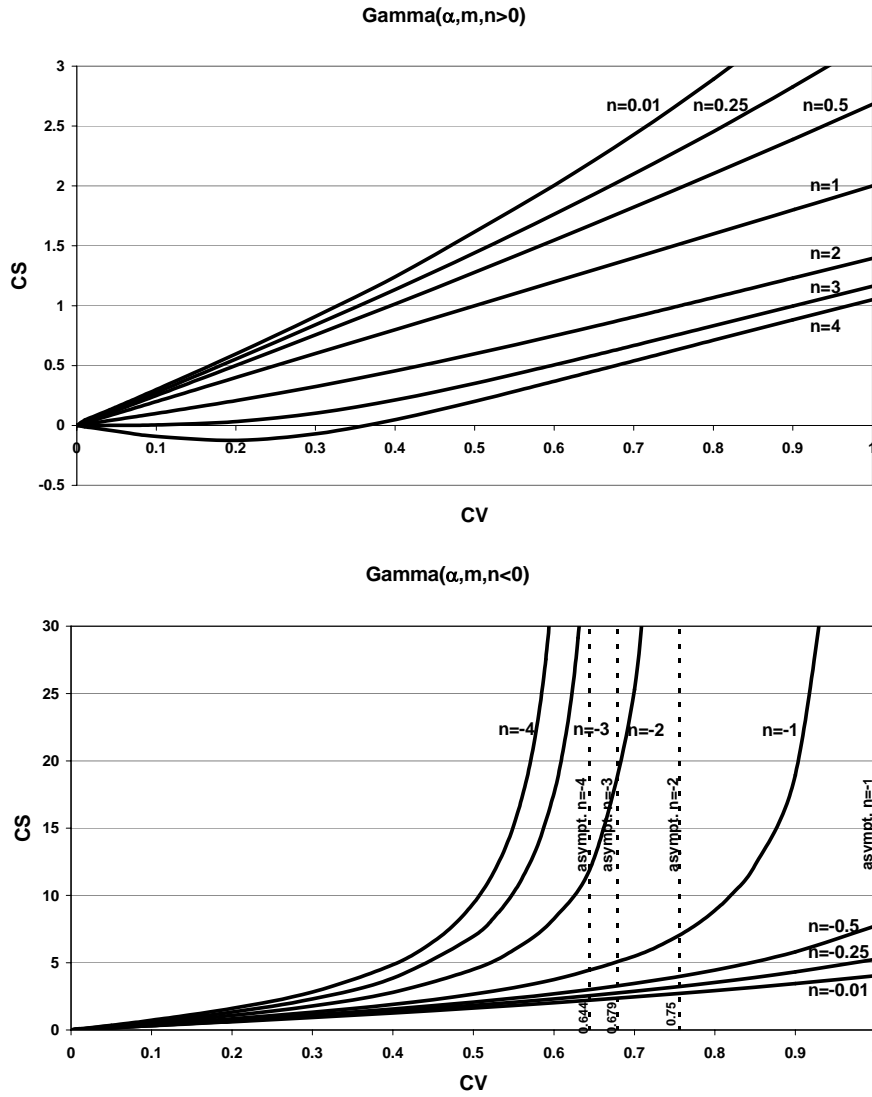 Gamma(α,m,n>0)
3
2.5
2
1.5
1
0.5
0
-0.5
CS
n=0.01
n=0.25
n=0.5
n=1
n=2
n=3
n=4
0 0.1 0.2 0.3 0.4 0.5 0.6 0.7 0.8 0.9 1
CV
Gamma(α,m,n<0)
30
25
20
15
10
5
0
CS
n=-4
n=-3
n=-2
n=-1
asympt. n=-4
asympt. n=-3
asympt. n=-2
asympt. n=-1
n=-0.5
n=-0.25
n=-0.01
0.644
0.679
0.75
0 0.1 0.2 0.3 0.4 0.5 0.6 0.7 0.8 0.9
CV